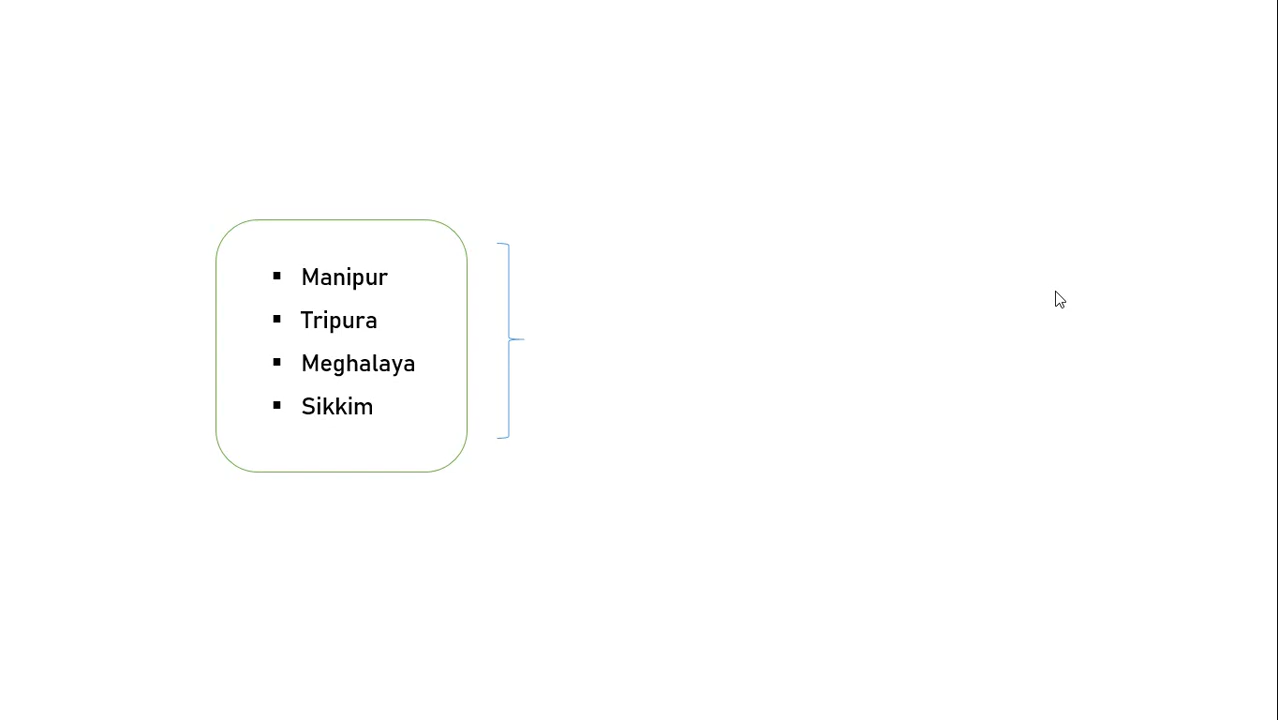 ▪ Manipur
▪ Tripura
▪ Meghalaya
▪ Sikkim